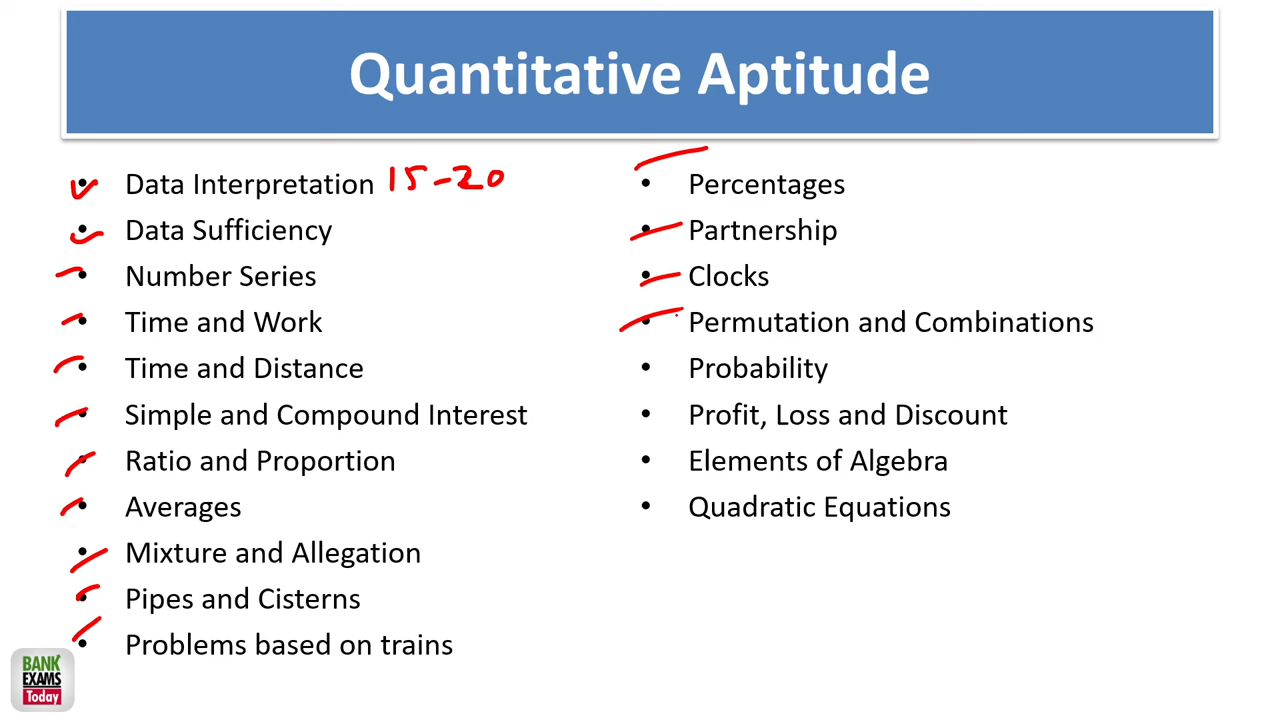 Quantitative Aptitude
• Data Interpretation 15-20
• Data Sufficiency
• Number Series
• Time and Work
• Time and Distance
• Simple and Compound Interest
• Ratio and Proportion
• Averages
• Mixture and Allegation
• Pipes and Cisterns
• Problems based on trains
• Percentages
• Partnership
• Clocks
• Permutation and Combinations
• Probability
• Profit, Loss and Discount
• Elements of Algebra
• Quadratic Equations
BANK
EXAMS
Today